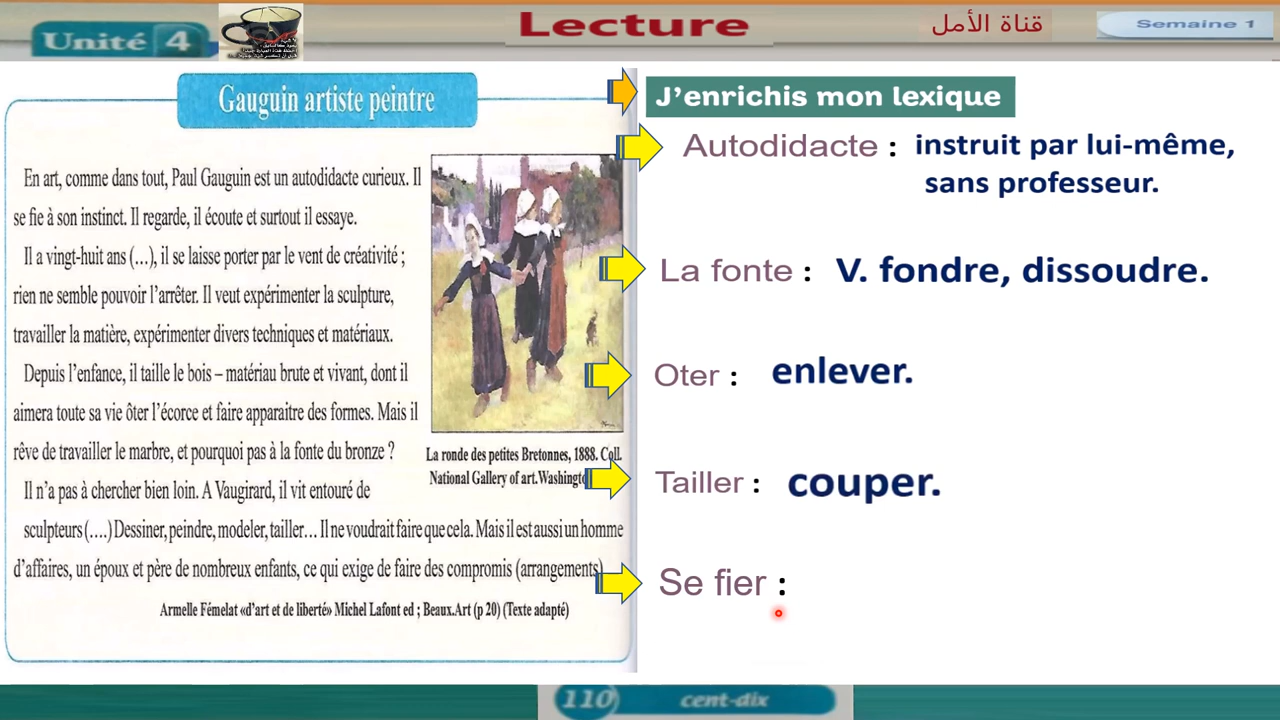 Unité 4
Lecture
قناة الأمل
Semaine 1
Gauguin artiste peintre
En art, comme dans tout, Paul Gauguin est un autodidacte curieux. Il
se fie à son instinct. Il regarde, il écoute et surtout il essaye.
Il a vingt-huit ans (...), il se laisse porter par le vent de créativité ;
rien ne semble pouvoir l'arrêter. Il veut expérimenter la sculpture,
travailler la matière, expérimenter divers techniques et matériaux.
Depuis l'enfance, il taille le bois – matériau brute et vivant, dont il
aimera toute sa vie ôter l'écorce et faire apparaitre des formes. Mais il
rêve de travailler le marbre, et pourquoi pas à la fonte du bronze ?
Il n'a pas à chercher bien loin. A Vaugirard, il vit entouré de
sculpteurs (....) Dessiner, peindre, modeler, tailler... Il ne voudrait faire que cela. Mais il est aussi un homme
d'affaires, un époux et père de nombreux enfants, ce qui exige de faire des compromis (arrangements)
La ronde des petites Bretonnes, 1888. Coll.
National Gallery of art.Washingt
Armelle Fémelat «d'art et de liberté» Michel Lafont ed ; Beaux.Art (p 20) (Texte adapté)
J'enrichis mon lexique
Autodidacte : instruit par lui-même,
sans professeur.
La fonte : V. fondre, dissoudre.
Oter : enlever.
Tailler : couper.
Se fier :
110 cent-dix